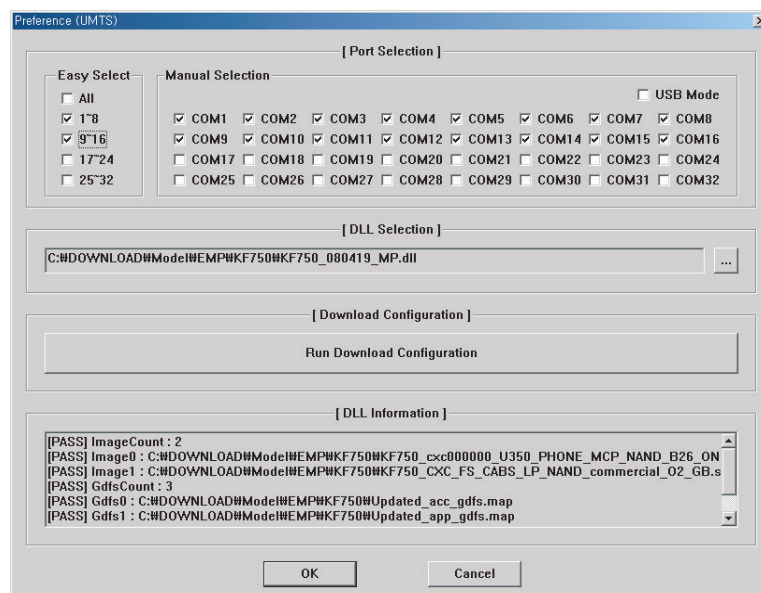 Preference (UMTS)
[ Port Selection ]
Easy Select
Manual Selection
All
USB Mode
1~8
COM1 COM2 COM3 COM4 COM5 COM6 COM7 COM8
9~16
COM9 COM10 COM11 COM12 COM13 COM14 COM15 COM16
17~24
COM17 COM18 COM19 COM20 COM21 COM22 COM23 COM24
25~32
COM25 COM26 COM27 COM28 COM29 COM30 COM31 COM32
[ DLL Selection ]
C:₩DOWNLOAD₩Model₩EMP₩KF750₩KF750_080419_MP.dll
...
[ Download Configuration ]
Run Download Configuration
[ DLL Information ]
[PASS] ImageCount : 2
[PASS] Image0 : C:₩DOWNLOAD₩Model₩EMP₩KF750₩KF750_cxc000000_U350_PHONE_MCP_NAND_B26_ON
[PASS] Image1 : C:₩DOWNLOAD₩Model₩EMP₩KF750₩KF750_CXC_FS_CABS_LP_NAND_commercial_O2_GB.s
[PASS] GdfsCount : 3
[PASS] Gdfs0 : C:₩DOWNLOAD₩Model₩EMP₩KF750₩Updated_acc_gdfs.map
[PASS] Gdfs1 : C:₩DOWNLOAD₩Model₩EMP₩KF750₩Updated_app_gdfs.map
OK
Cancel